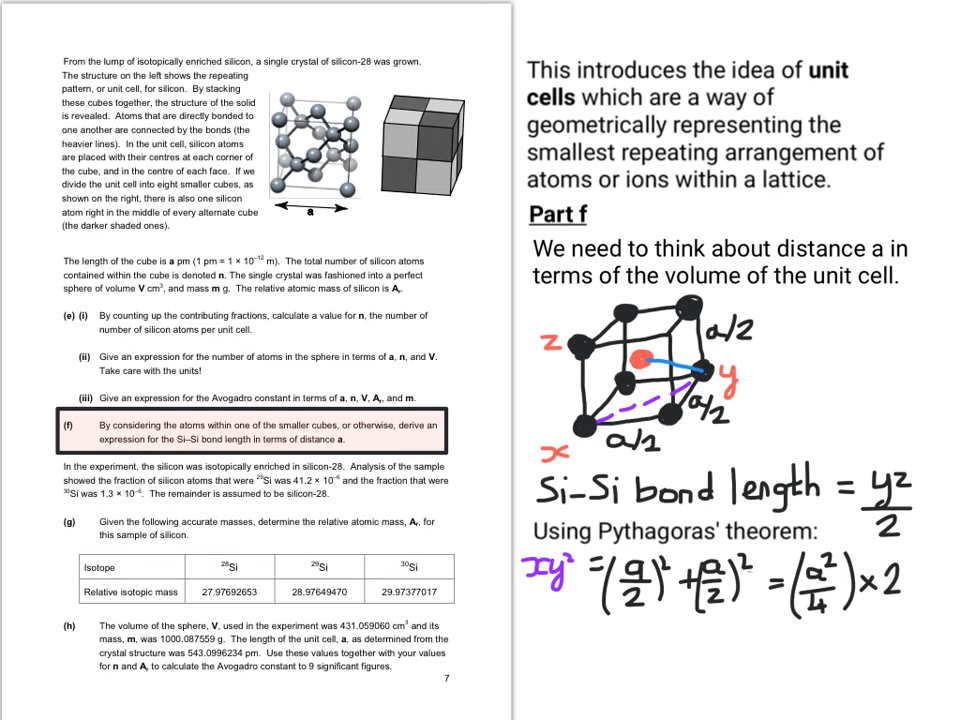 From the lump of isotopically enriched silicon, a single crystal of silicon-28 was grown.
The structure on the left shows the repeating
pattern, or unit cell, for silicon. By stacking
these cubes together, the structure of the solid
is revealed. Atoms that are directly bonded to
one another are connected by the bonds (the
heavier lines). In the unit cell, silicon atoms
are placed with their centres at each corner of
the cube, and in the centre of each face. If we
divide the unit cell into eight smaller cubes, as
shown on the right, there is also one silicon
atom right in the middle of every alternate cube
(the darker shaded ones).
a
The length of the cube is a pm (1 pm = 1 × 10⁻¹² m). The total number of silicon atoms
contained within the cube is denoted n. The single crystal was fashioned into a perfect
sphere of volume V cm³, and mass m g. The relative atomic mass of silicon is Aᵣ.
(e) (i) By counting up the contributing fractions, calculate a value for n, the number of
number of silicon atoms per unit cell.
(ii) Give an expression for the number of atoms in the sphere in terms of a, n, and V.
Take care with the units!
(iii) Give an expression for the Avogadro constant in terms of a, n, V, Aᵣ, and m.
(f) By considering the atoms within one of the smaller cubes, or otherwise, derive an
expression for the Si–Si bond length in terms of distance a.
In the experiment, the silicon was isotopically enriched in silicon-28. Analysis of the sample
showed the fraction of silicon atoms that were ²⁹Si was 41.2 × 10⁻⁶ and the fraction that were
³⁰Si was 1.3 × 10⁻⁶. The remainder is assumed to be silicon-28.
(g) Given the following accurate masses, determine the relative atomic mass, Aᵣ, for
this sample of silicon.
Isotope ²⁸Si ²⁹Si ³⁰Si
Relative isotopic mass 27.97692653 28.97649470 29.97377017
(h) The volume of the sphere, V, used in the experiment was 431.059060 cm³ and its
mass, m, was 1000.087559 g. The length of the unit cell, a, as determined from the
crystal structure was 543.0996234 pm. Use these values together with your values
for n and Aᵣ to calculate the Avogadro constant to 9 significant figures.
7
This introduces the idea of unit
cells which are a way of
geometrically representing the
smallest repeating arrangement of
atoms or ions within a lattice.
Part f
We need to think about distance a in
terms of the volume of the unit cell.
z
a/2
y
a/2
a/2
x
Si-Si bond length = yz/2
Using Pythagoras' theorem:
xy² = (a/2)² + (a/2)² = (a²/4) × 2